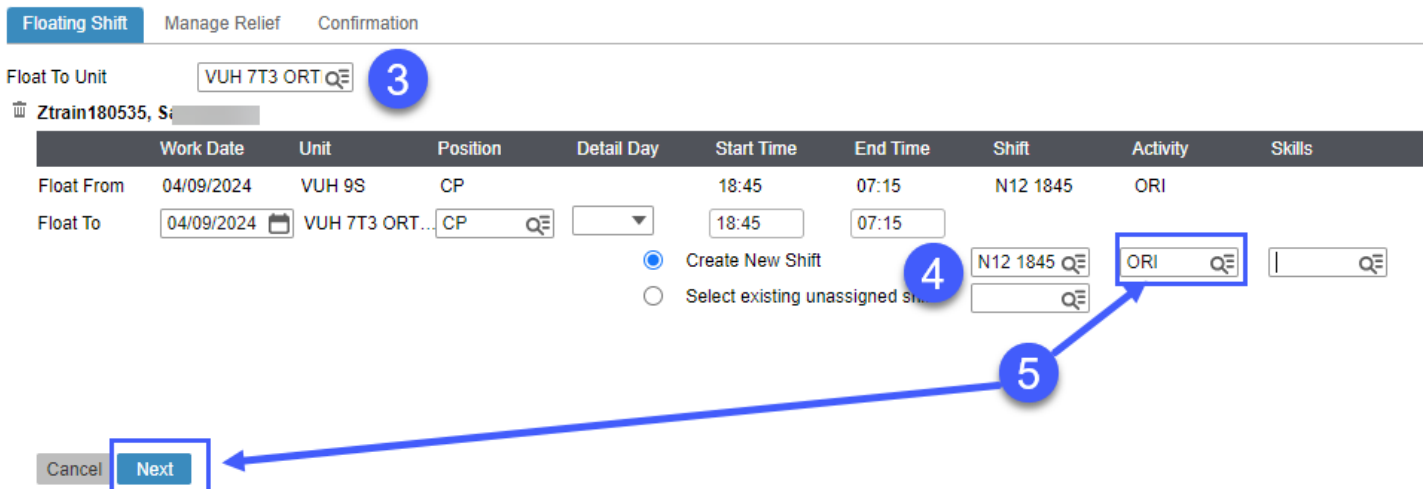 Floating Shift Manage Relief Confirmation
Float To Unit VUH 7T3 ORT 3
Ztrain180535, Sa
Work Date Unit Position Detail Day Start Time End Time Shift Activity Skills
Float From 04/09/2024 VUH 9S CP 18:45 07:15 N12 1845 ORI
Float To 04/09/2024 VUH 7T3 ORT... CP 18:45 07:15
Create New Shift 4 N12 1845 ORI
Select existing unassigned
5
Cancel Next